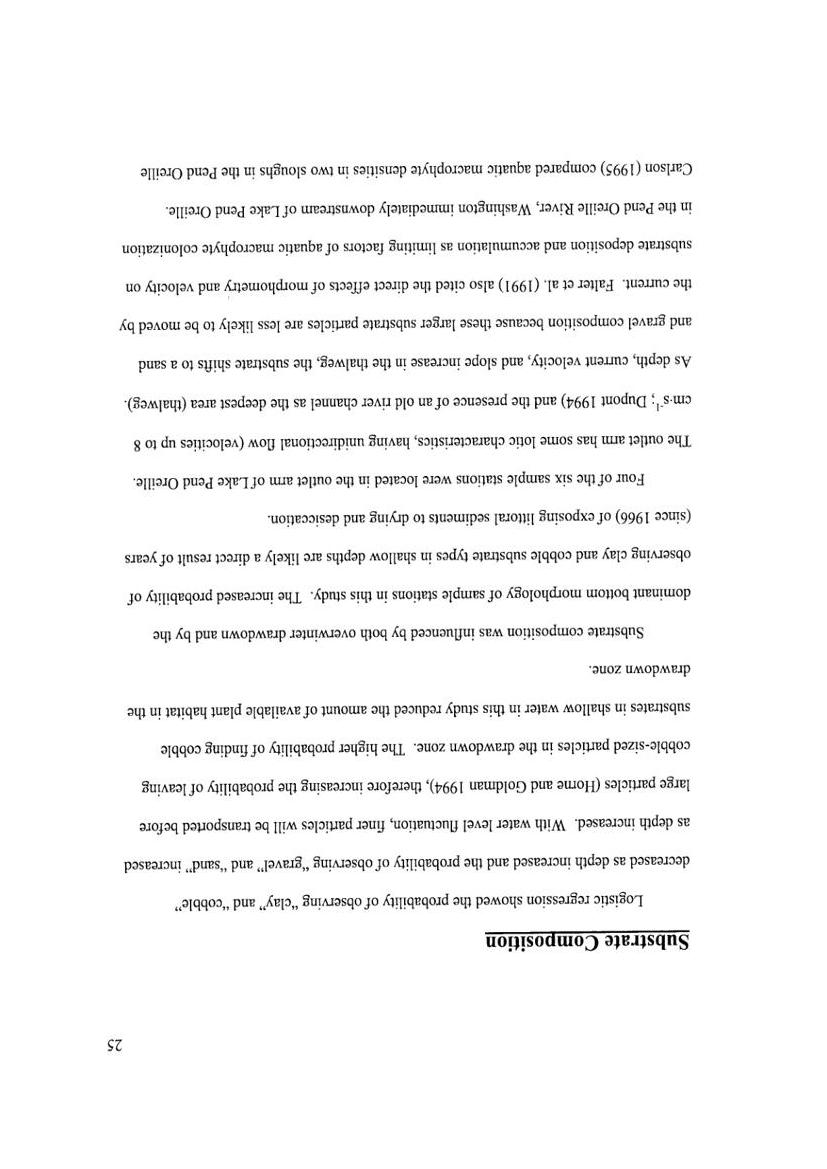 25
Substrate Composition
Logistic regression showed the probability of observing “clay” and “cobble”
decreased as depth increased and the probability of observing “gravel” and “sand” increased
as depth increased. With water level fluctuation, finer particles will be transported before
large particles (Horne and Goldman 1994), therefore increasing the probability of leaving
cobble-sized particles in the drawdown zone. The higher probability of finding cobble
substrates in shallow water in this study reduced the amount of available plant habitat in the
drawdown zone.
Substrate composition was influenced by both overwinter drawdown and by the
dominant bottom morphology of sample stations in this study. The increased probability of
observing clay and cobble substrate types in shallow depths are likely a direct result of years
(since 1966) of exposing littoral sediments to drying and desiccation.
Four of the six sample stations were located in the outlet arm of Lake Pend Oreille.
The outlet arm has some lotic characteristics, having unidirectional flow (velocities up to 8
cm·s⁻¹; Dupont 1994) and the presence of an old river channel as the deepest area (thalweg).
As depth, current velocity, and slope increase in the thalweg, the substrate shifts to a sand
and gravel composition because these larger substrate particles are less likely to be moved by
the current. Falter et al. (1991) also cited the direct effects of morphometry and velocity on
substrate deposition and accumulation as limiting factors of aquatic macrophyte colonization
in the Pend Oreille River, Washington immediately downstream of Lake Pend Oreille.
Carlson (1995) compared aquatic macrophyte densities in two sloughs in the Pend Oreille